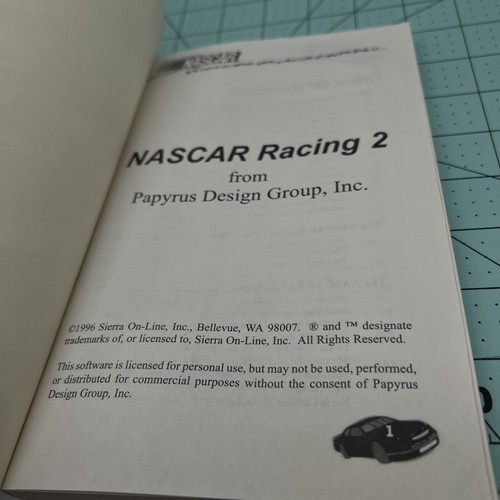 NASCAR
NASCAR Racing 2
from
Papyrus Design Group, Inc.
©1996 Sierra On-Line, Inc., Bellevue, WA 98007. ® and ™ designate
trademarks of, or licensed to, Sierra On-Line, Inc. All Rights Reserved.
This software is licensed for personal use, but may not be used, performed,
or distributed for commercial purposes without the consent of Papyrus
Design Group, Inc.
1